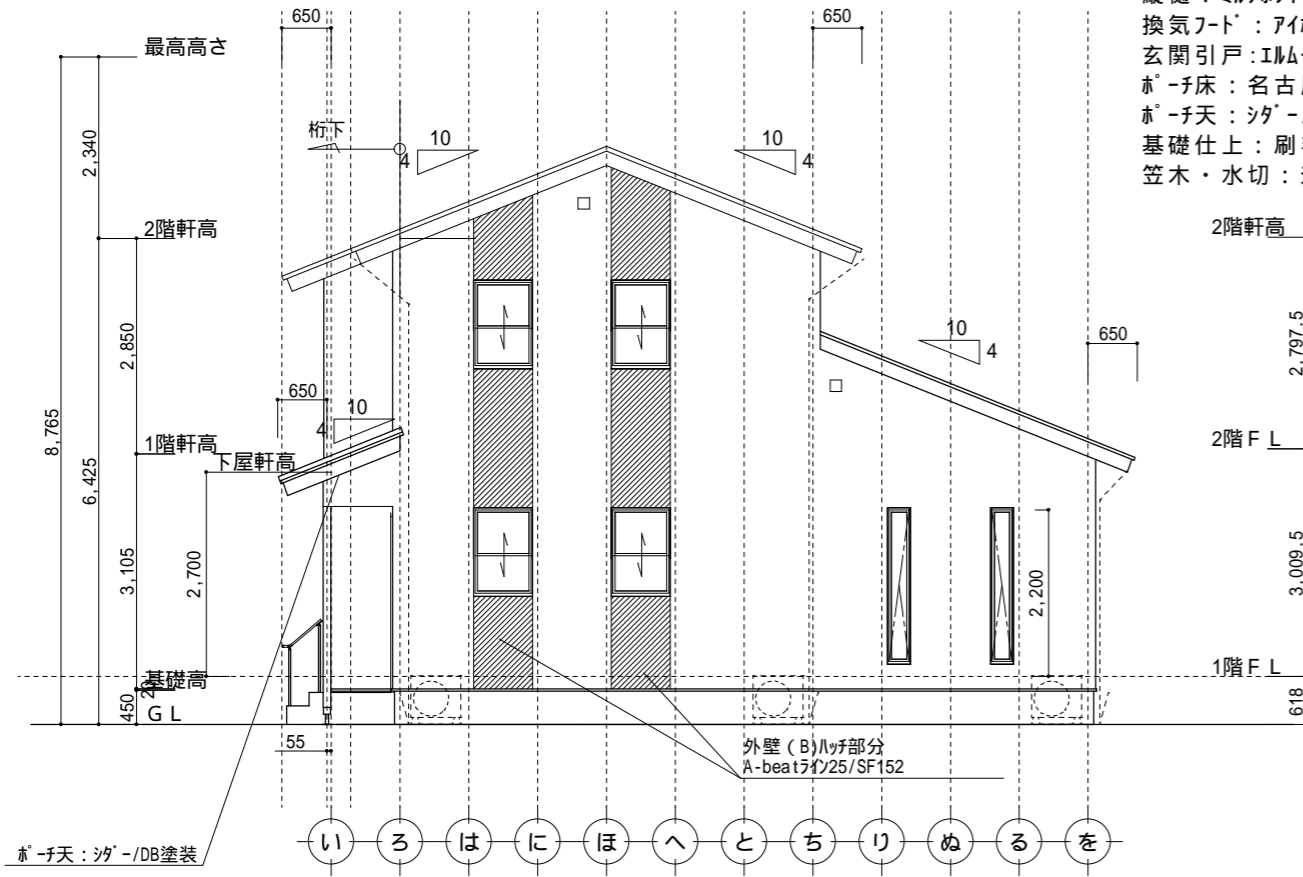 650
650
最高高さ
換気ﾌｰﾄﾞ：ｱｲ
玄関引戸：ｴﾙﾑ
ﾎﾟｰﾁ床：名古
ﾎﾟｰﾁ天：ｼﾀﾞｰ
基礎仕上：刷
笠木・水切：
桁下
10
4
10
4
2,340
2階軒高
2階軒高
2,850
2,797.5
10
4
650
650
10
4
8,765
6,425
1階軒高
下屋軒高
2階ＦＬ
3,105
2,700
2,200
3,009.5
基礎高
20
450
ＧＬ
1階ＦＬ
618
55
外壁（B)ﾊｯﾁ部分
A-beatﾗｲﾝ25/SF152
ﾎﾟｰﾁ天：ｼﾀﾞｰ/DB塗装
い ろ は に ほ へ と ち り ぬ る を